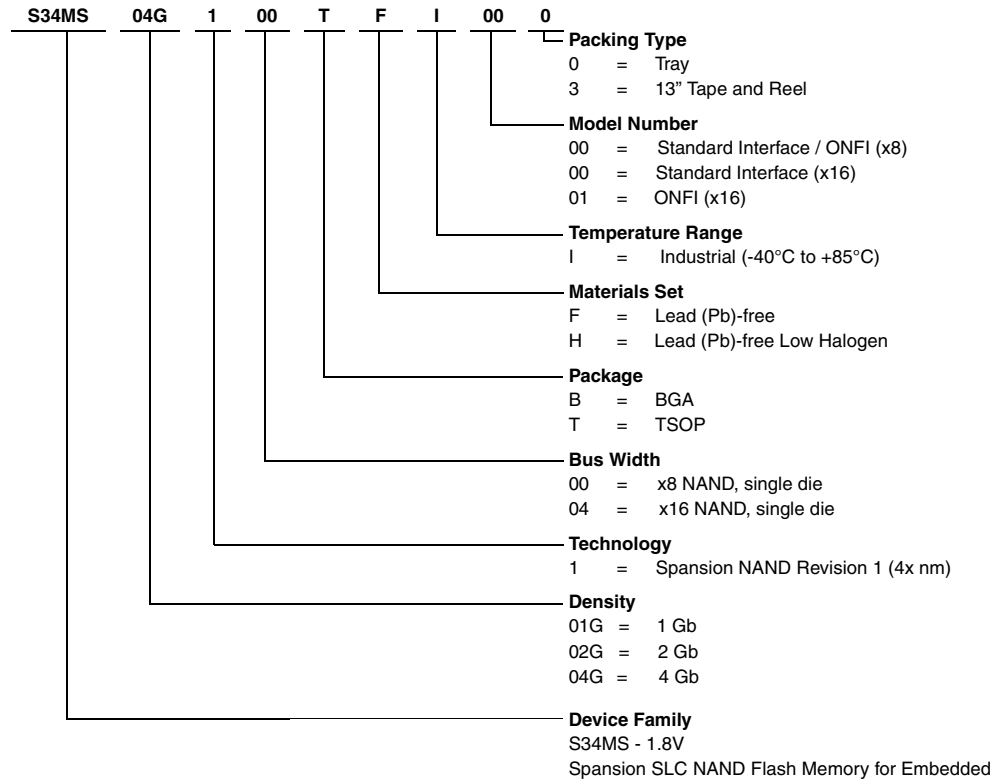 S34MS 04G 1 00 T F I 00 0
Packing Type
0 = Tray
3 = 13” Tape and Reel
Model Number
00 = Standard Interface / ONFI (x8)
00 = Standard Interface (x16)
01 = ONFI (x16)
Temperature Range
I = Industrial (-40°C to +85°C)
Materials Set
F = Lead (Pb)-free
H = Lead (Pb)-free Low Halogen
Package
B = BGA
T = TSOP
Bus Width
00 = x8 NAND, single die
04 = x16 NAND, single die
Technology
1 = Spansion NAND Revision 1 (4x nm)
Density
01G = 1 Gb
02G = 2 Gb
04G = 4 Gb
Device Family
S34MS - 1.8V
Spansion SLC NAND Flash Memory for Embedded